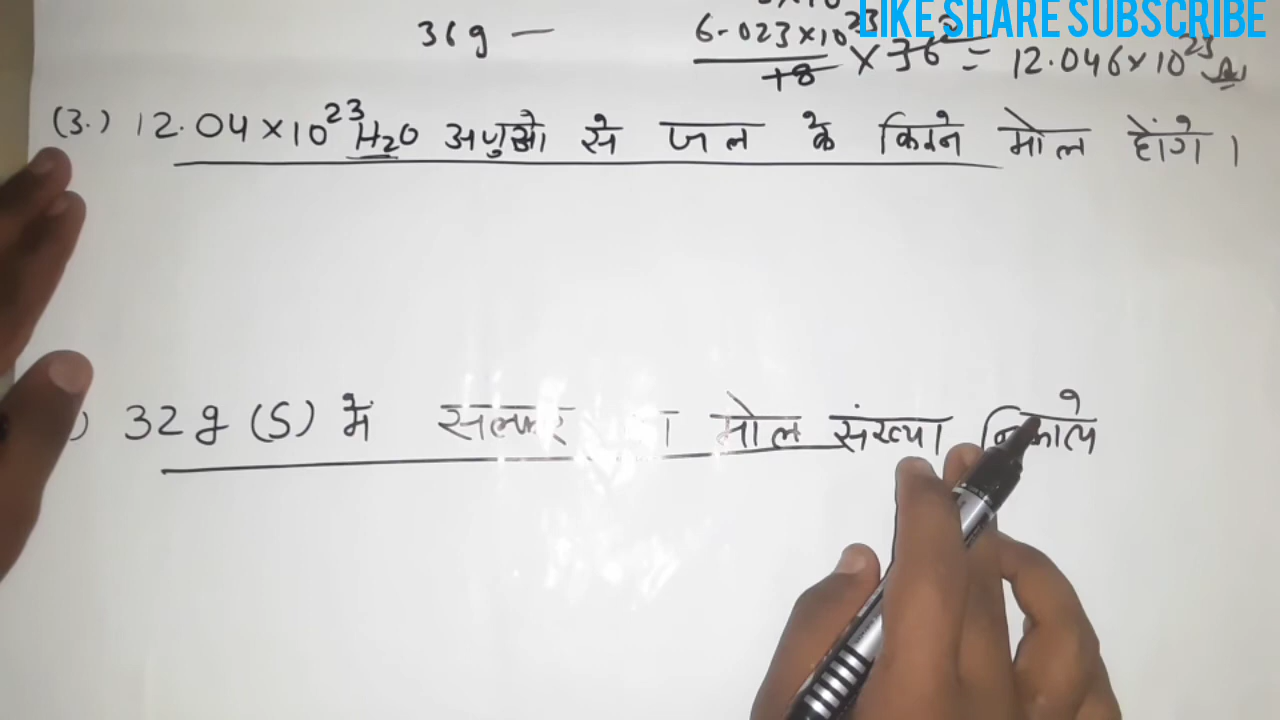 LIKE SHARE SUBSCRIBE
36g — 6.023×10²³ / 18 × 36 2 = 12.046×10²³
(3.) 12.04×10²³ H₂O अणुओ से जल के कितने मोल होंगे ।
) 32g (S) में सल्फर मोल संख्या निकाले